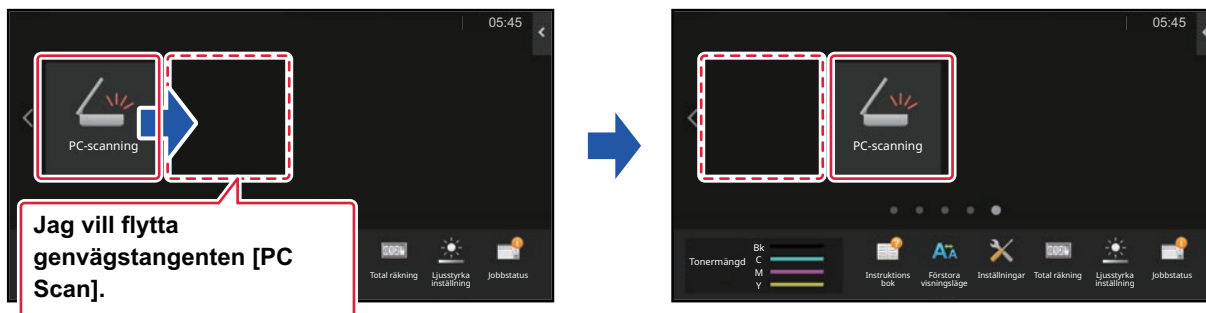 05:45
PC-scanning
Jag vill flytta
genvägstangenten [PC
Scan].
Total räkning
Ljusstyrka
inställning
Jobbstatus
05:45
PC-scanning
Tonermängd
Bk
C
M
Y
Instruktions
bok
Förstora
visningsläge
Inställningar
Total räkning
Ljusstyrka
inställning
Jobbstatus